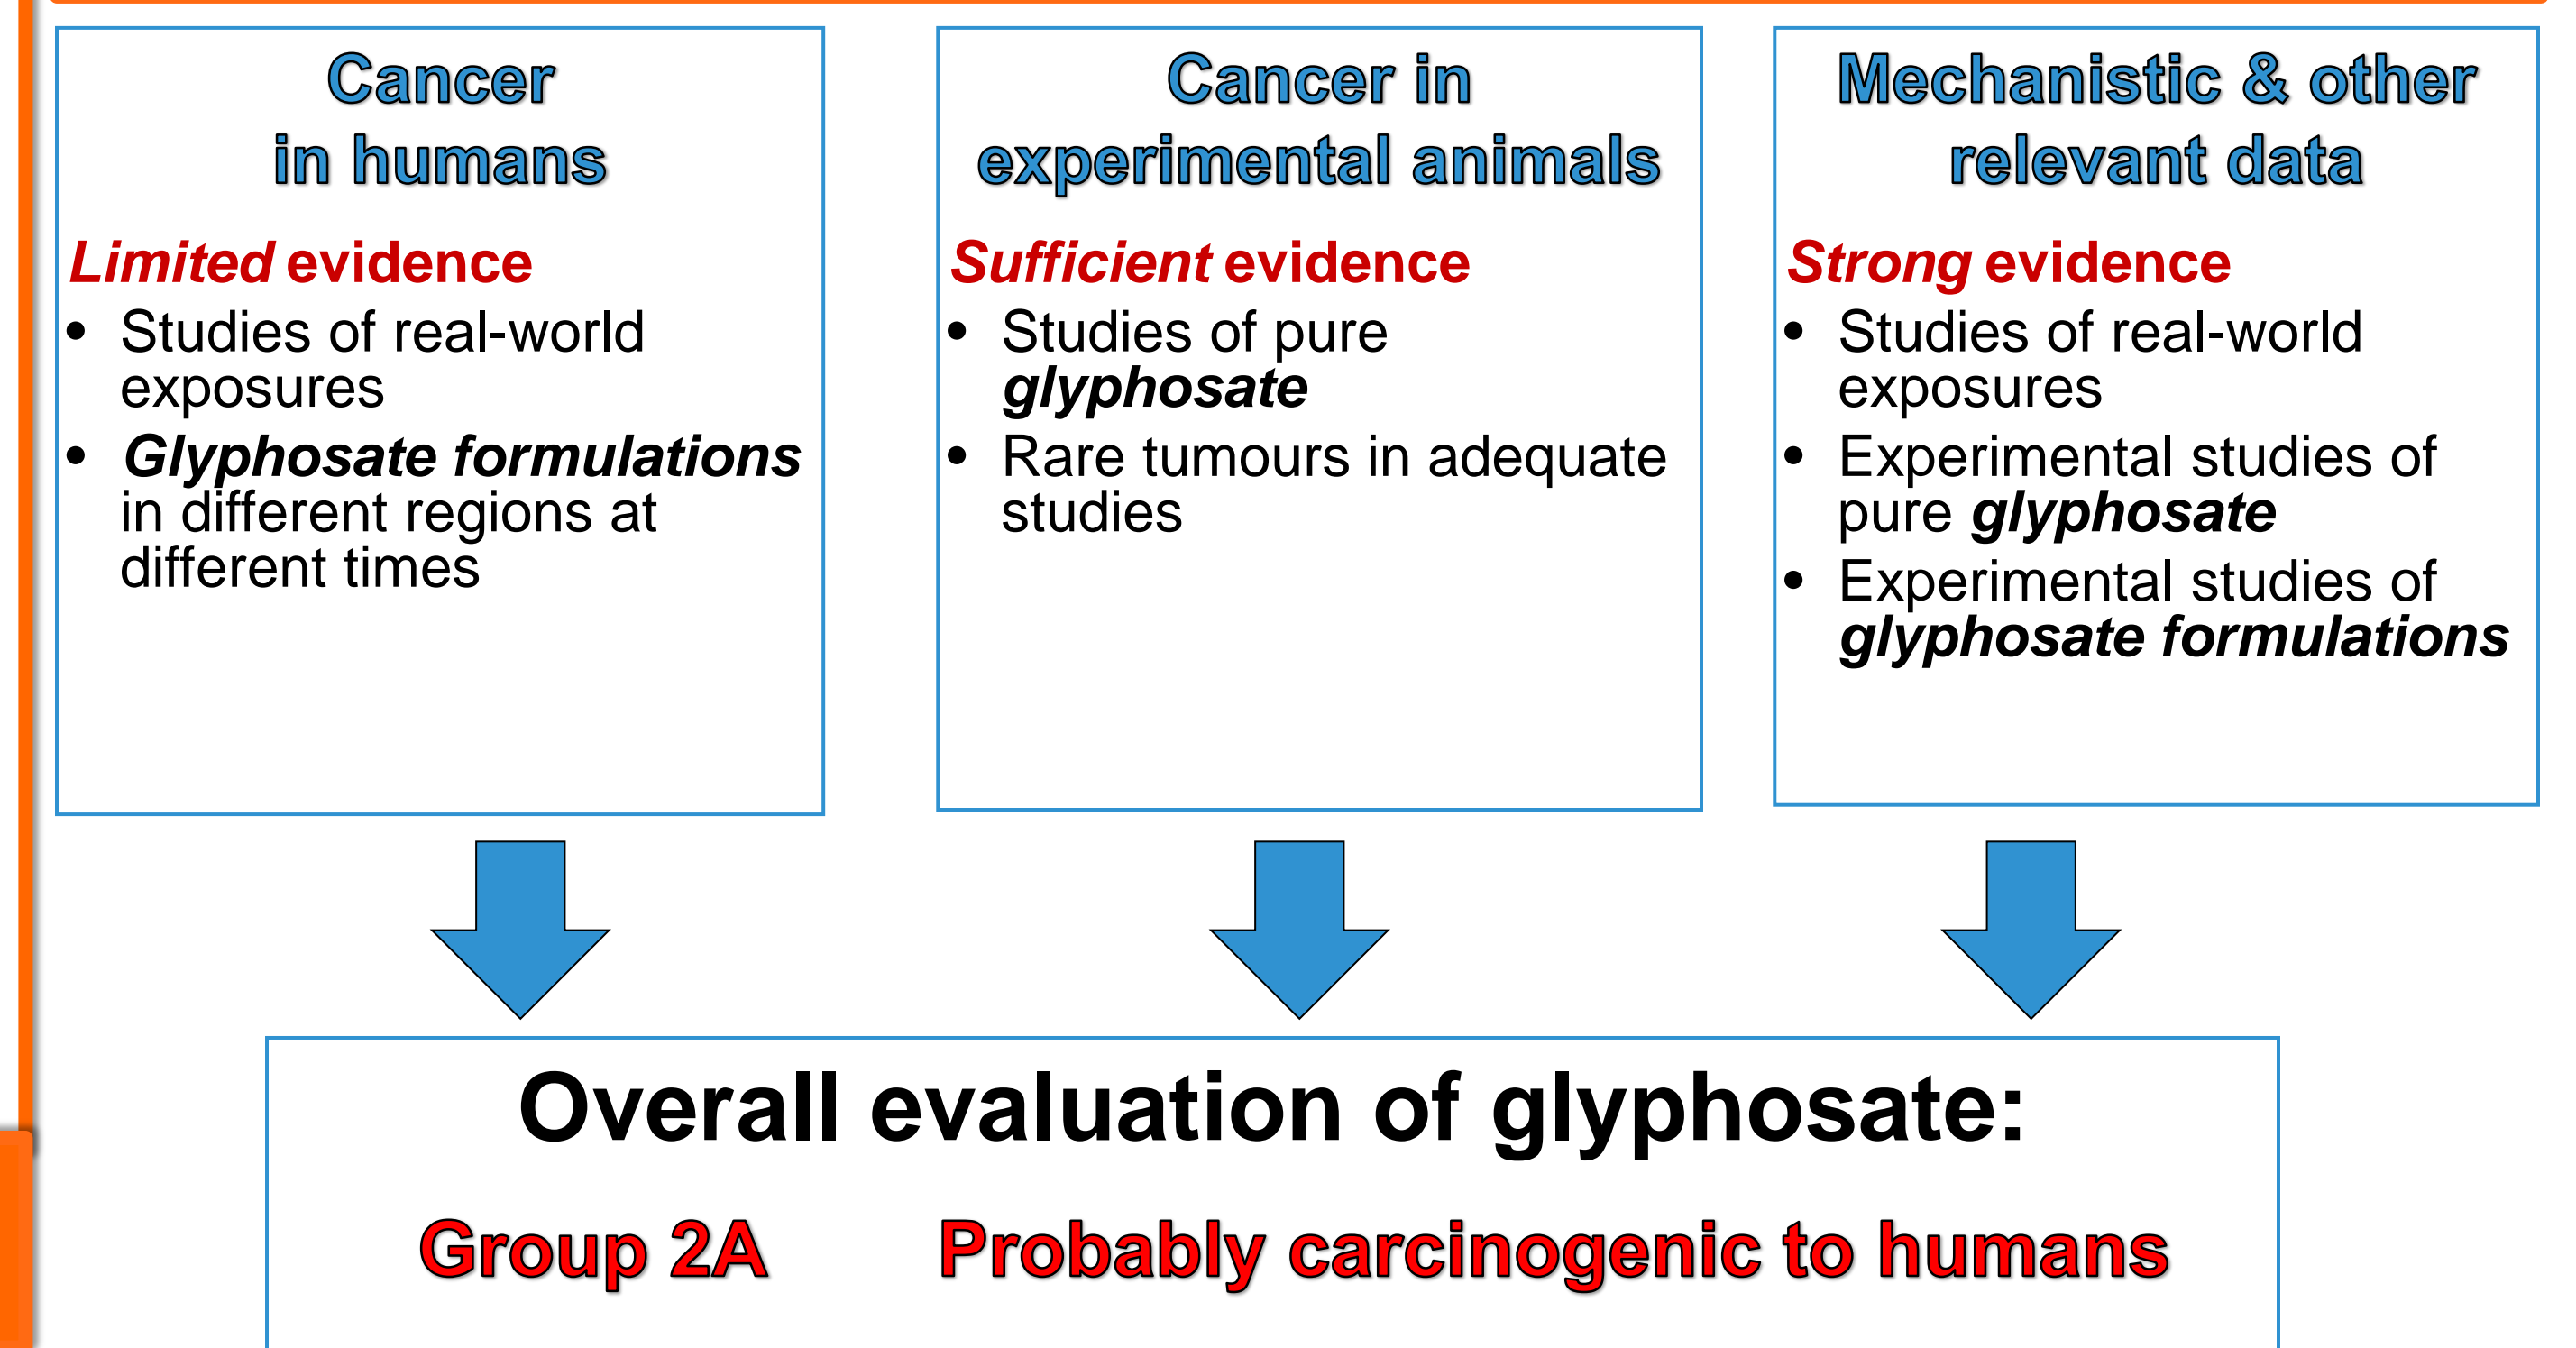 Cancer
in humans
Limited evidence
• Studies of real-world
exposures
• Glyphosate formulations
in different regions at
different times
Cancer in
experimental animals
Sufficient evidence
• Studies of pure
glyphosate
• Rare tumours in adequate
studies
Mechanistic & other
relevant data
Strong evidence
• Studies of real-world
exposures
• Experimental studies of
pure glyphosate
• Experimental studies of
glyphosate formulations
Overall evaluation of glyphosate:
Group 2A Probably carcinogenic to humans